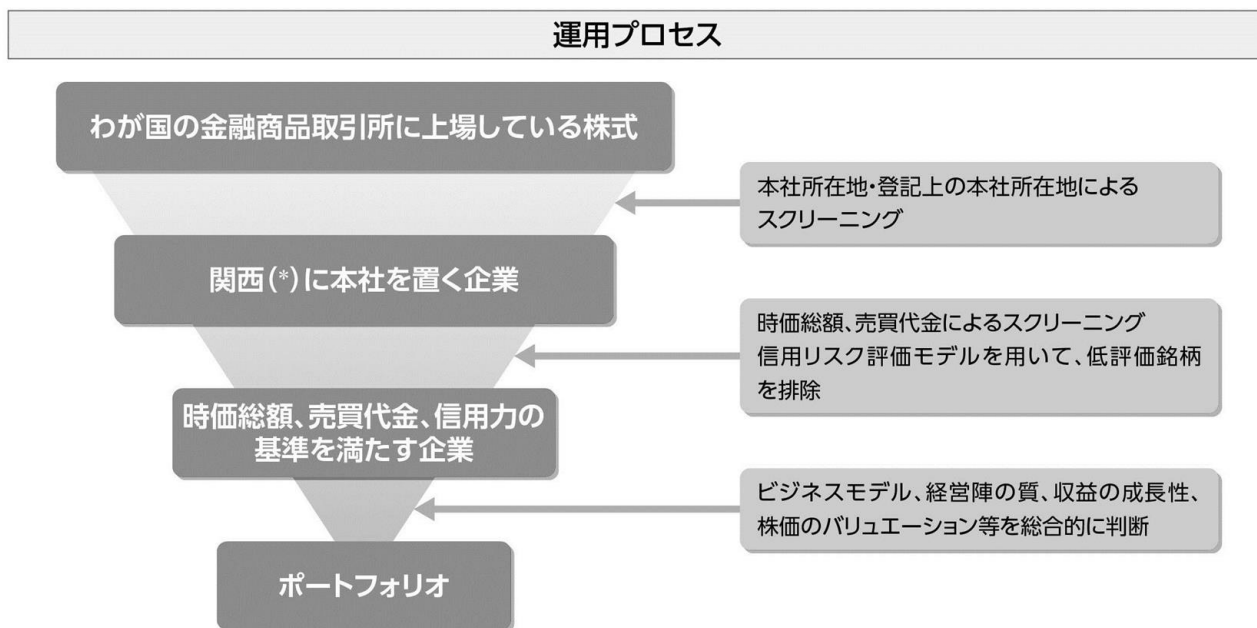 運用プロセス
わが国の金融商品取引所に上場している株式
本社所在地・登記上の本社所在地による
スクリーニング
関西(*)に本社を置く企業
時価総額、売買代金によるスクリーニング
信用リスク評価モデルを用いて、低評価銘柄
を排除
時価総額、売買代金、信用力の
基準を満たす企業
ビジネスモデル、経営陣の質、収益の成長性、
株価のバリュエーション等を総合的に判断
ポートフォリオ